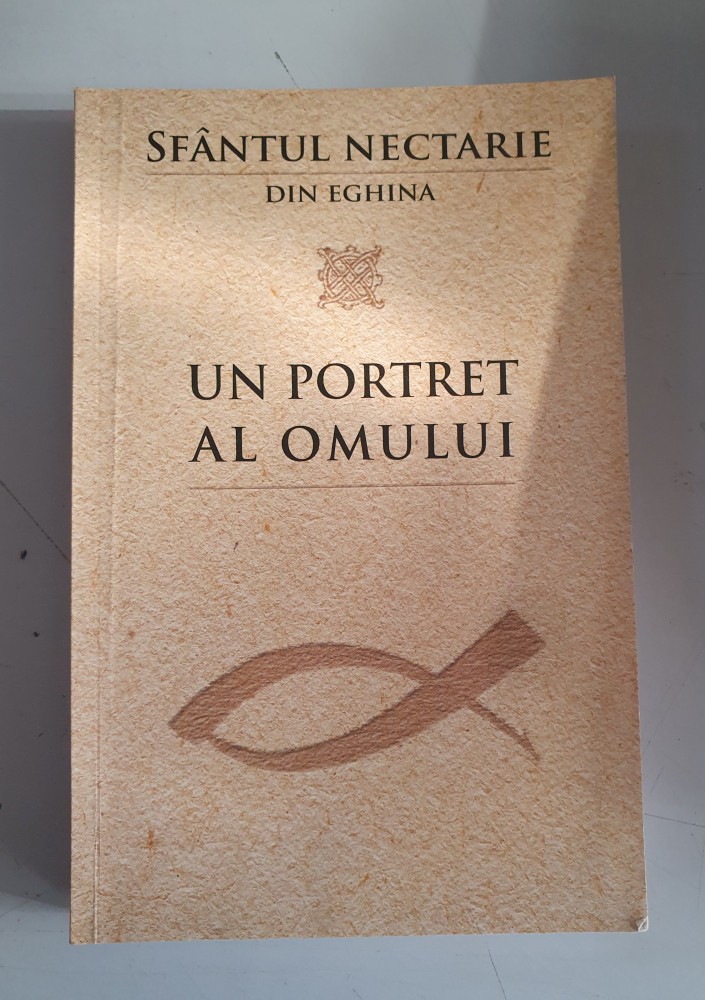 SFÂNTUL NECTARIE
DIN EGHINA
UN PORTRET
AL OMULUI